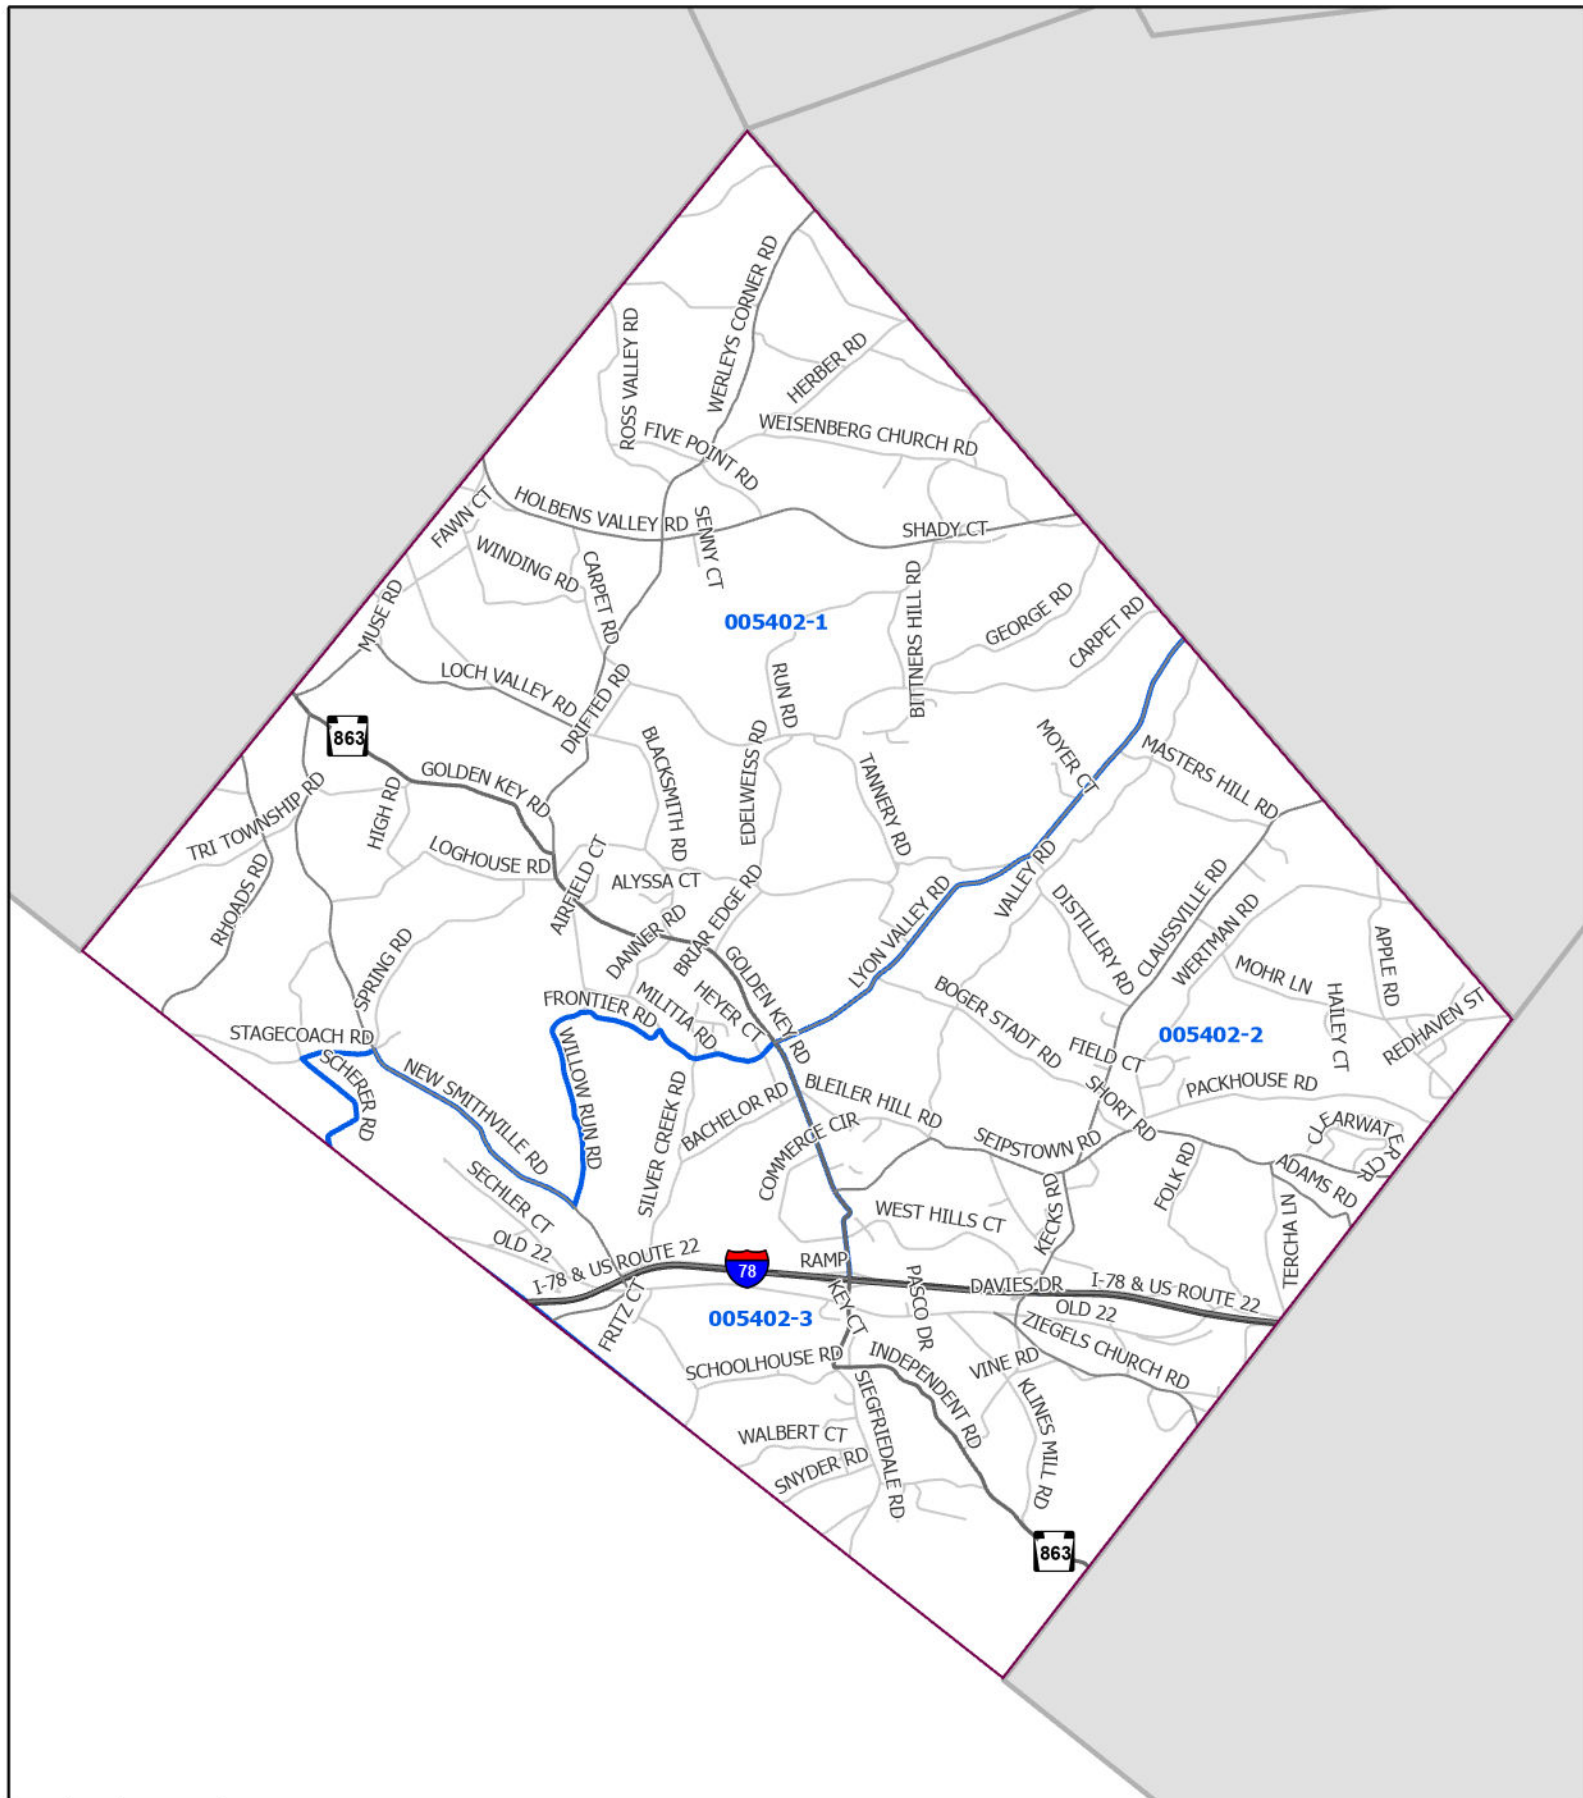 WERLEYS CORNER RD
ROSS VALLEY RD
HERBER RD
FIVE POINT RD
WEISENBERG CHURCH RD
FAWN CT
HOLBENS VALLEY RD
SENNY CT
SHADY CT
WINDING RD
CARPET RD
MUSE RD
005402-1
BITTNERS HILL RD
GEORGE RD
CARPET RD
LOCH VALLEY RD
DRIFTED RD
RUN RD
863
BLACKSMITH RD
EDELWEISS RD
TANNERY RD
MOYER CT
MASTERS HILL RD
GOLDEN KEY RD
TRI TOWNSHIP RD
HIGH RD
LOGHOUSE RD
AIRFIELD CT
ALYSSA CT
RHOADS RD
DANNER RD
BRIAR EDGE RD
LYON VALLEY RD
VALLEY RD
DISTILLERY RD
CLAUSSVILLE RD
WERTMAN RD
APPLE RD
MOHR LN
HAILEY CT
REDHAVEN ST
SPRING RD
GOLDEN KEY RD
HEYER CT
MILITIA RD
FRONTIER RD
BOGER STADT RD
005402-2
FIELD CT
STAGECOACH RD
SCHERER RD
NEW SMITHVILLE RD
WILLOW RUN RD
SILVER CREEK RD
BACHELOR RD
BLEILER HILL RD
SHORT RD
PACKHOUSE RD
COMMERCE CIR
SEIPSTOWN RD
CLEARWATER CIR
ADAMS RD
FOLK RD
SECHLER CT
KECKS RD
WEST HILLS CT
TERCHA LN
OLD 22
I-78 & US ROUTE 22
78
RAMP
DAVIES DR
I-78 & US ROUTE 22
PASCO DR
KEY CT
OLD 22
FRITZ CT
005402-3
ZIEGELS CHURCH RD
SCHOOLHOUSE RD
INDEPENDENT RD
VINE RD
KLINES MILL RD
SIEGFRIEDALE RD
WALBERT CT
SNYDER RD
863